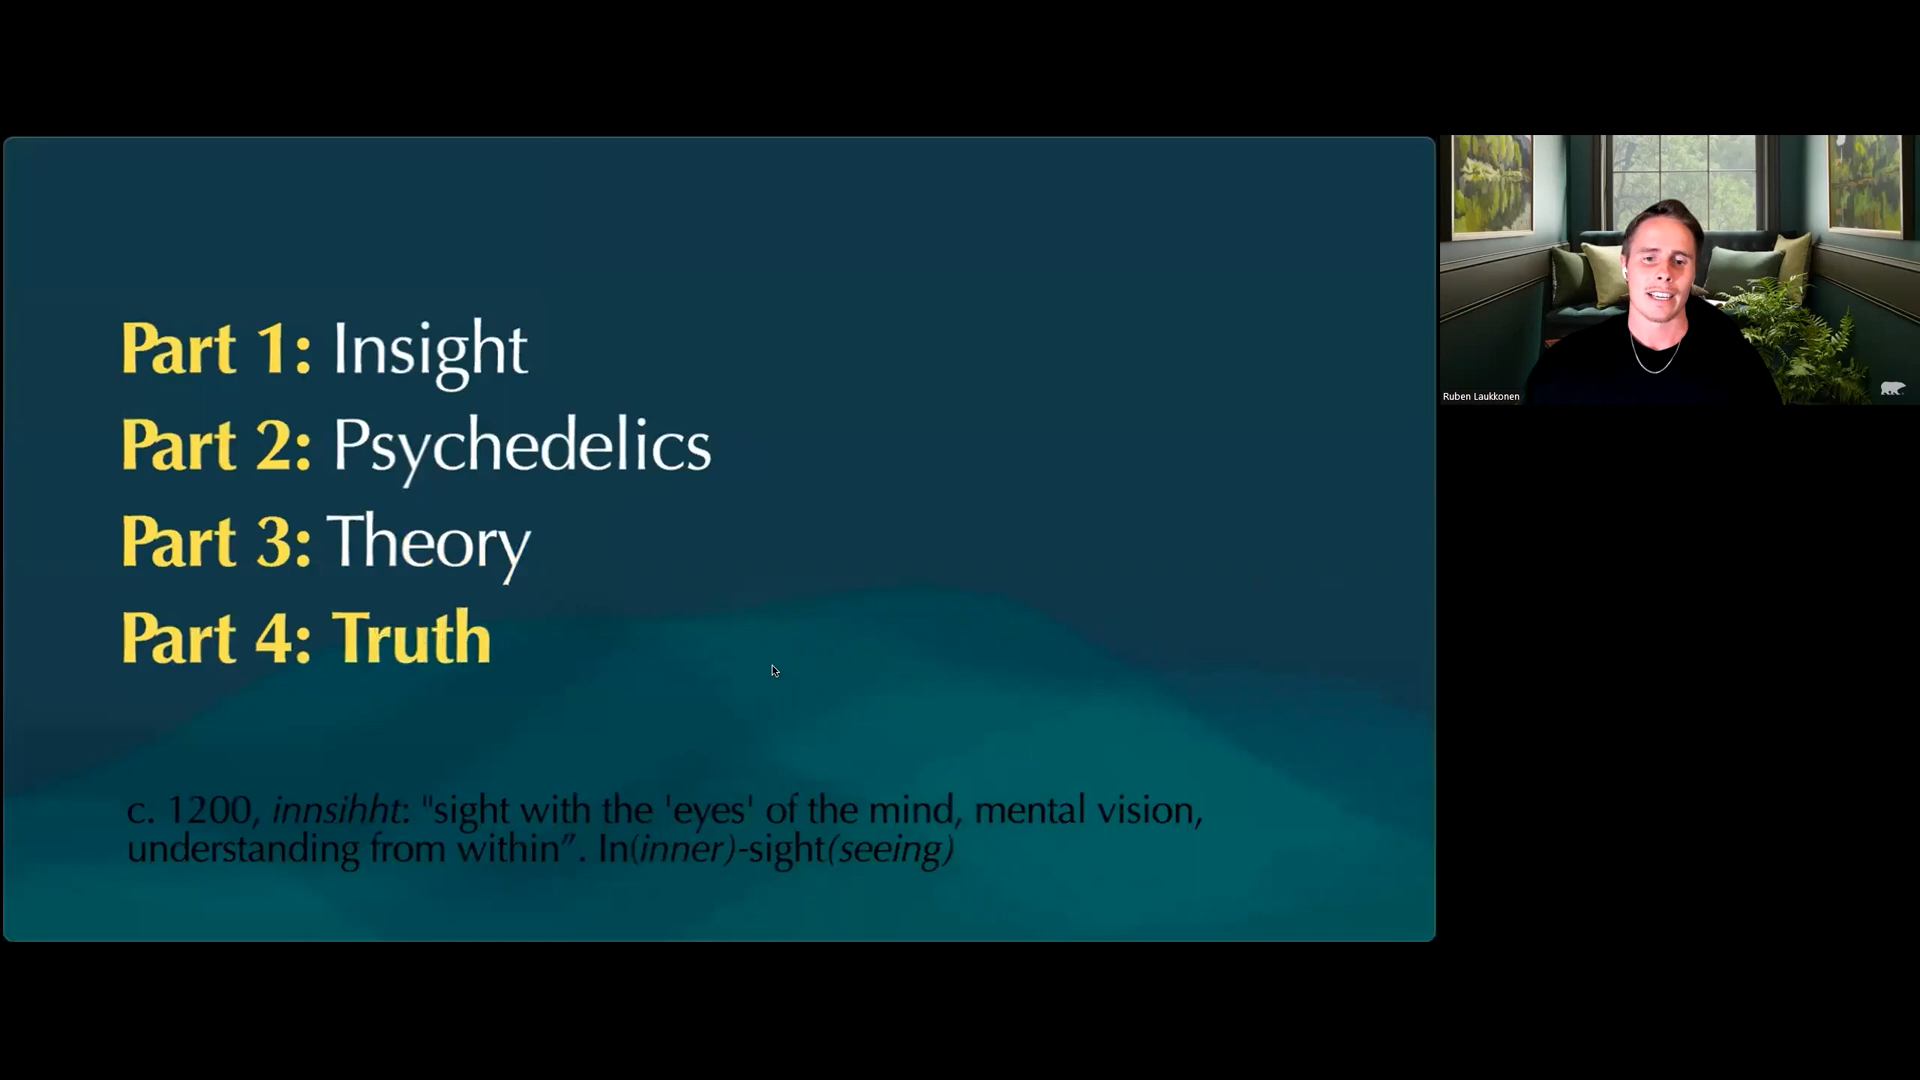 Part 1: Insight
Part 2: Psychedelics
Part 3: Theory
Part 4: Truth
c. 1200, innsihht: "sight with the 'eyes' of the mind, mental vision,
understanding from within”. In(inner)-sight(seeing)
Ruben Laukkonen